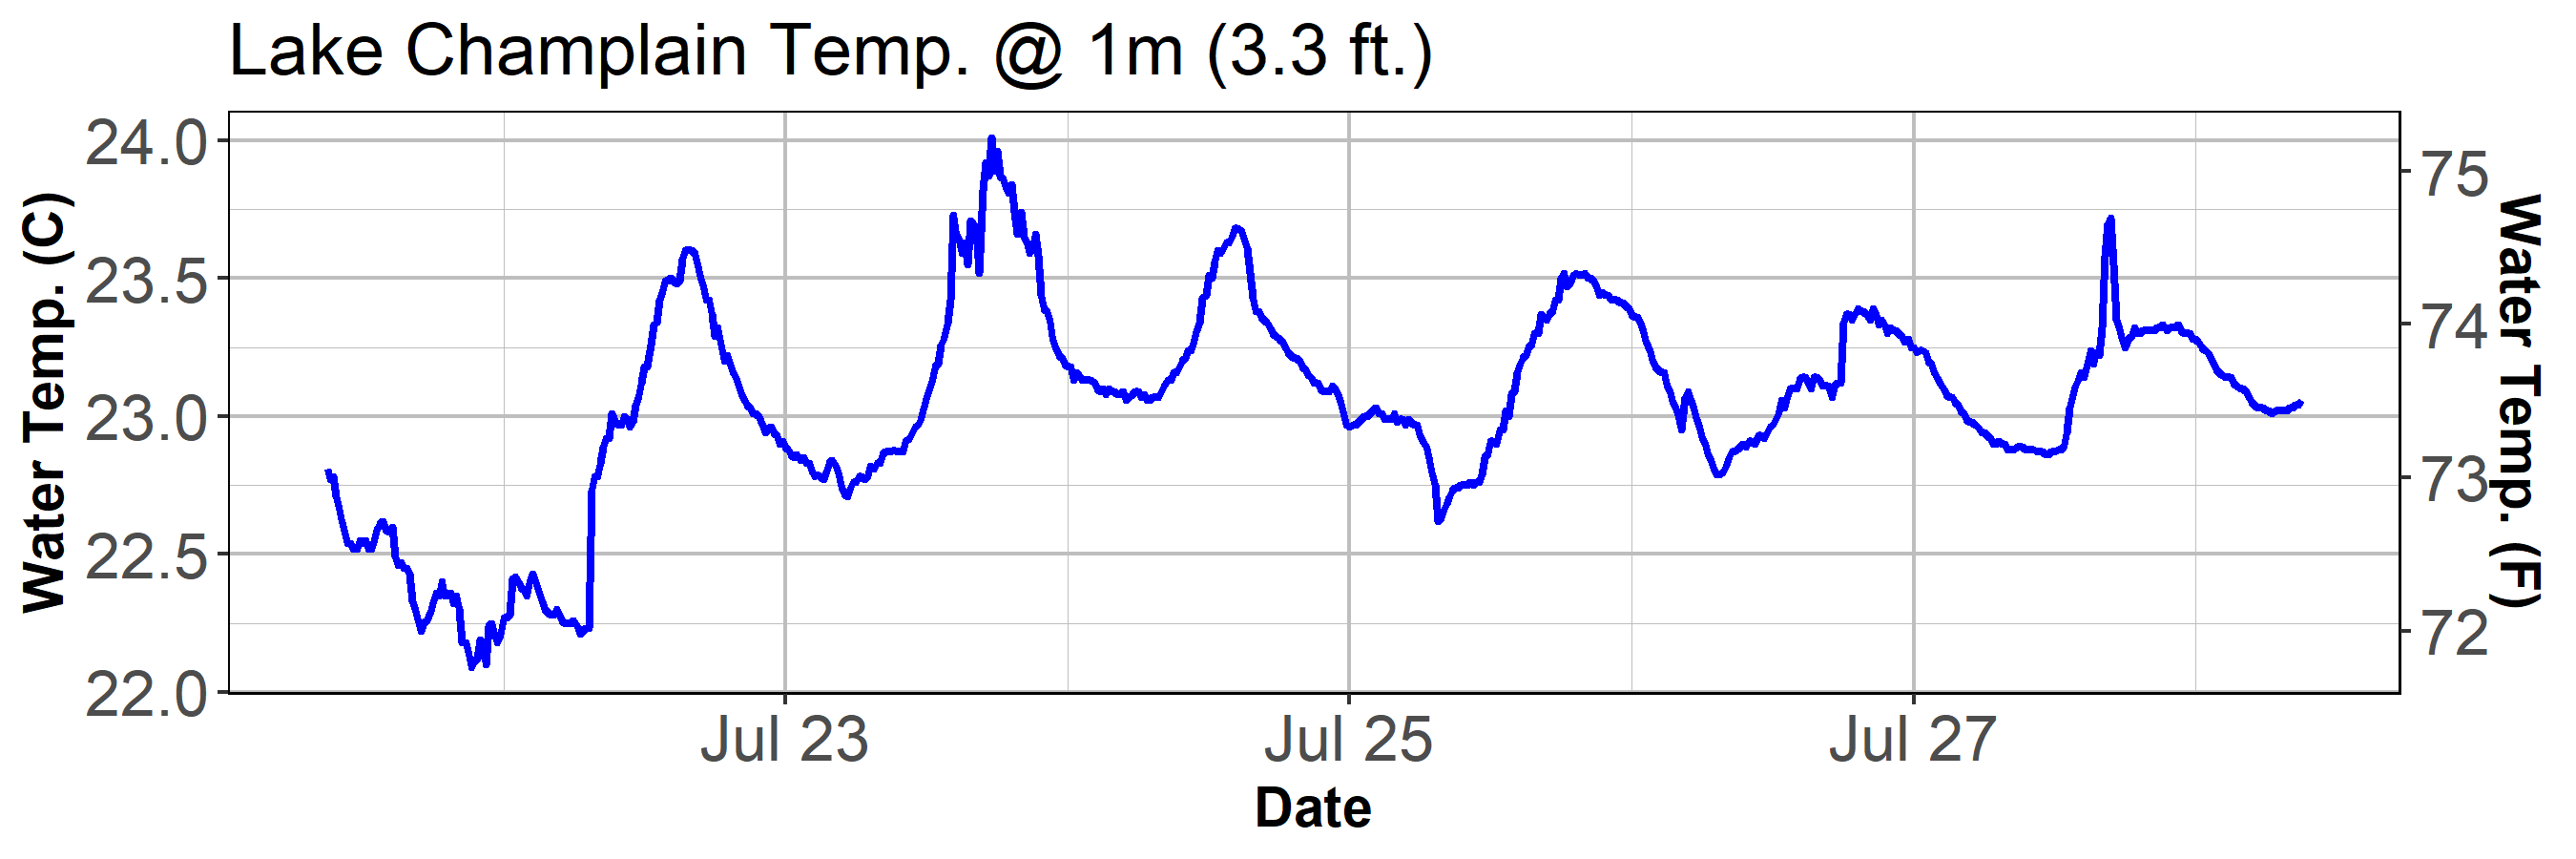 Lake Champlain Temp. @ 1m (3.3 ft.)
Water Temp. (C)
24.0
23.5
23.0
22.5
22.0
75
74
73
72
Water Temp. (F)
Jul 23
Jul 25
Jul 27
Date